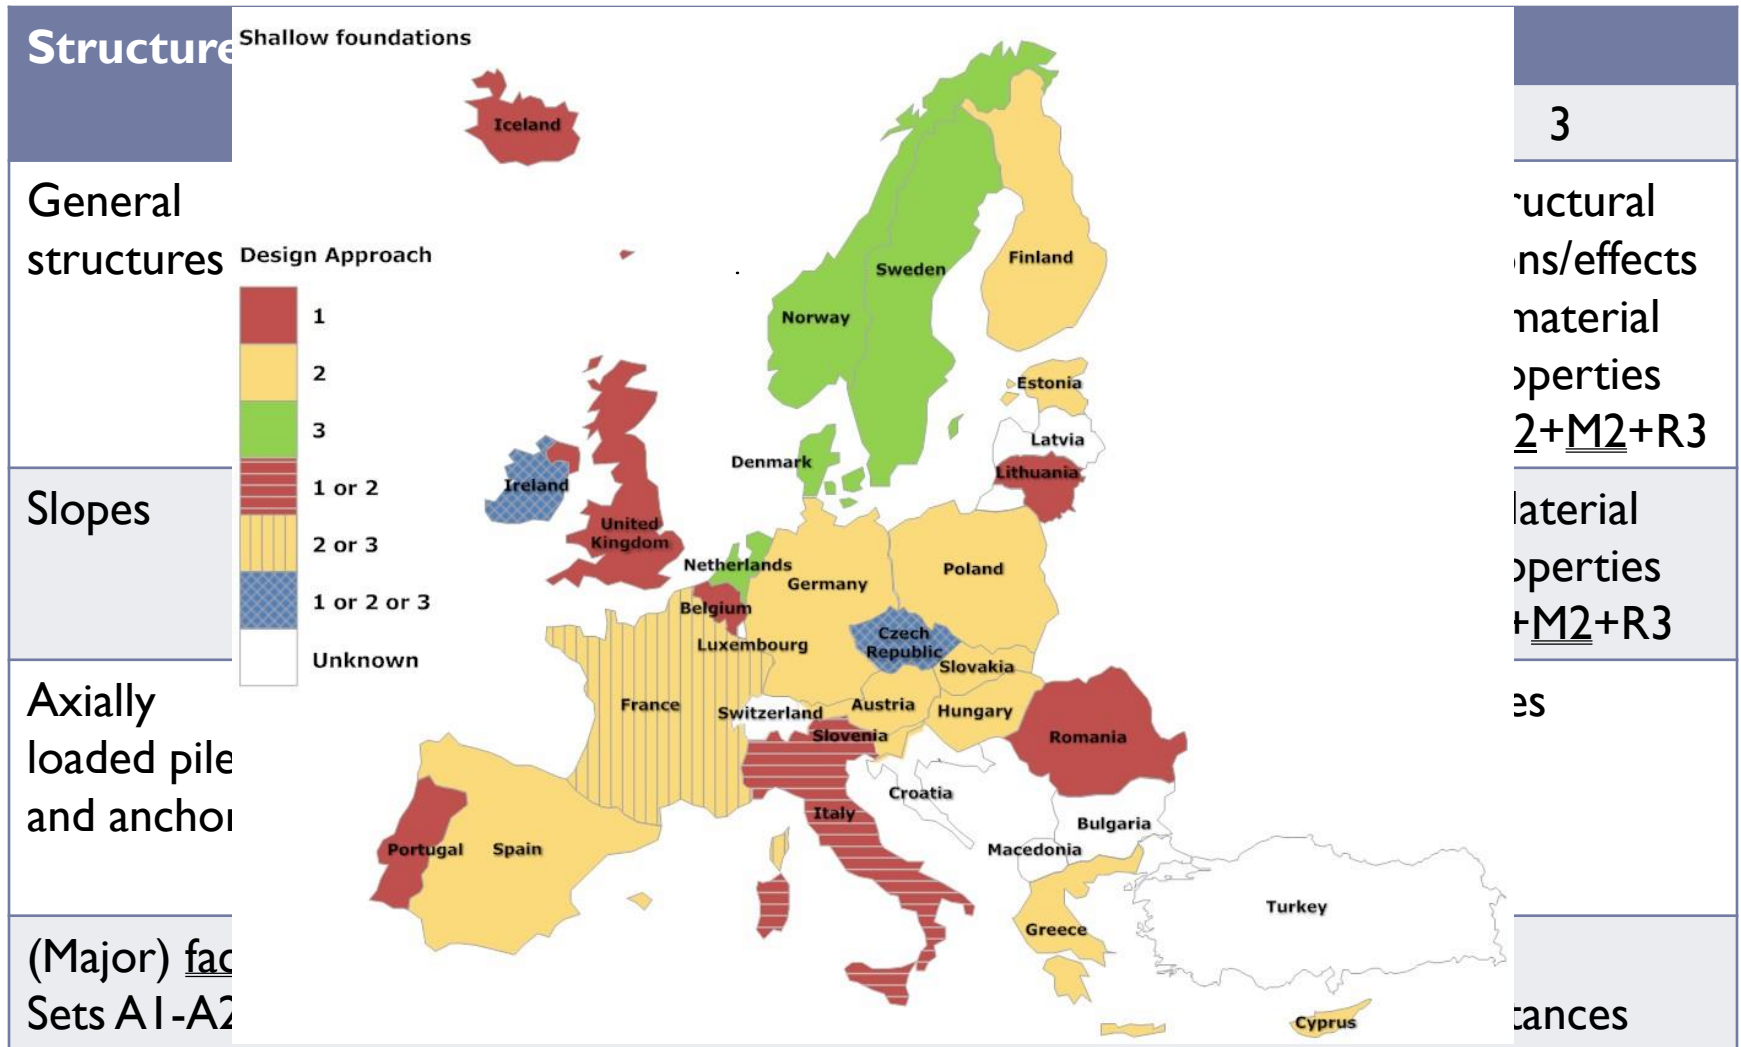 Structure
Shallow foundations
3
General
structures
ructural
ns/effects
material
perties
2+M2+R3
Slopes
aterial
perties
+M2+R3
Axially
loaded pile
and anchor
es
(Major) fac
Sets A1-A2
tances
Design Approach
1
2
3
1 or 2
2 or 3
1 or 2 or 3
Unknown
Iceland
Norway
Sweden
Finland
Estonia
Latvia
Lithuania
Denmark
Ireland
United
Kingdom
Netherlands
Belgium
Luxembourg
Germany
Poland
Czech
Republic
Slovakia
France
Switzerland
Austria
Hungary
Slovenia
Romania
Croatia
Italy
Bulgaria
Macedonia
Portugal
Spain
Greece
Turkey
Cyprus